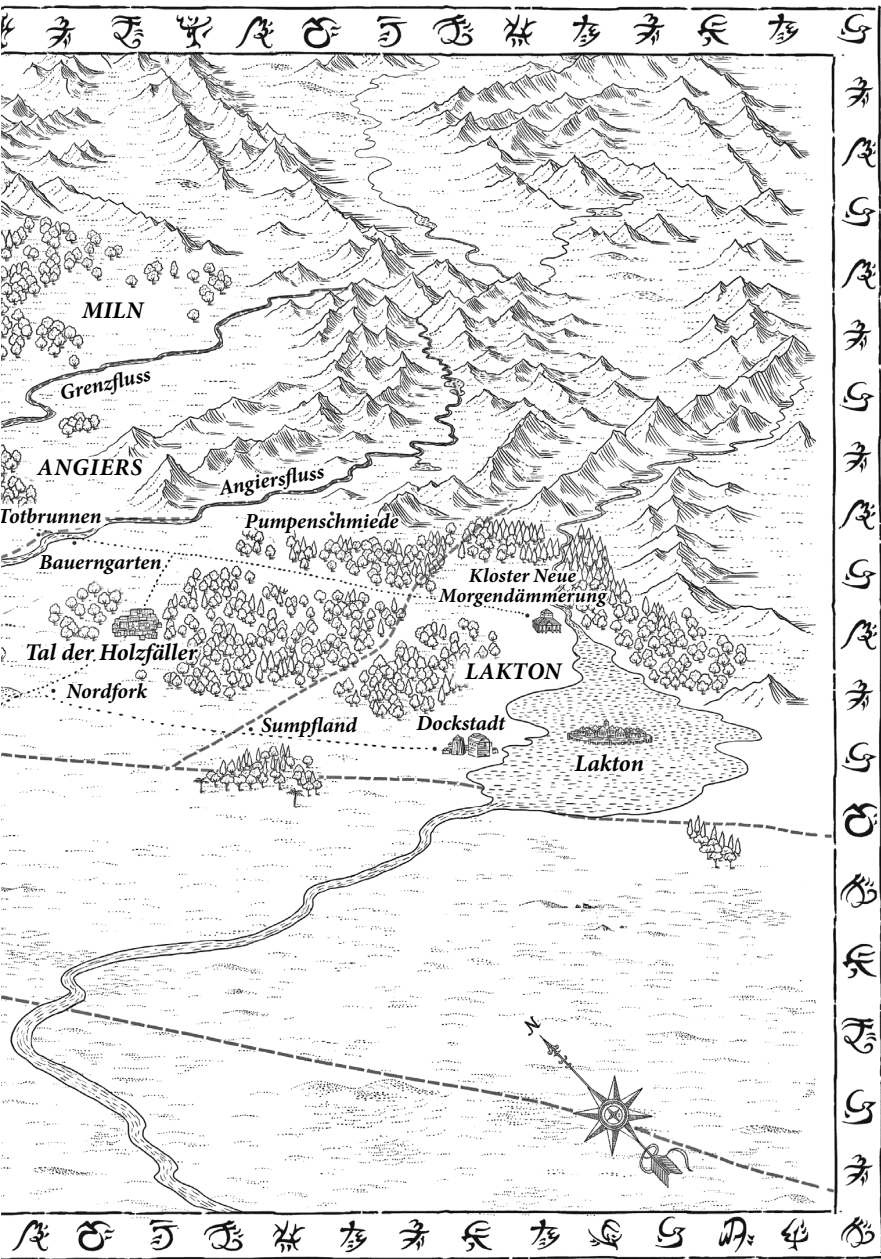 MILN
Grenzfluss
ANGIERS
Angiersfluss
Totbrunnen
Pumpenschmiede
Bauerngarten
Kloster Neue
Morgendämmerung
Tal der Holzfäller
LAKTON
Nordfork
Sumpfland
Dockstadt
Lakton
N